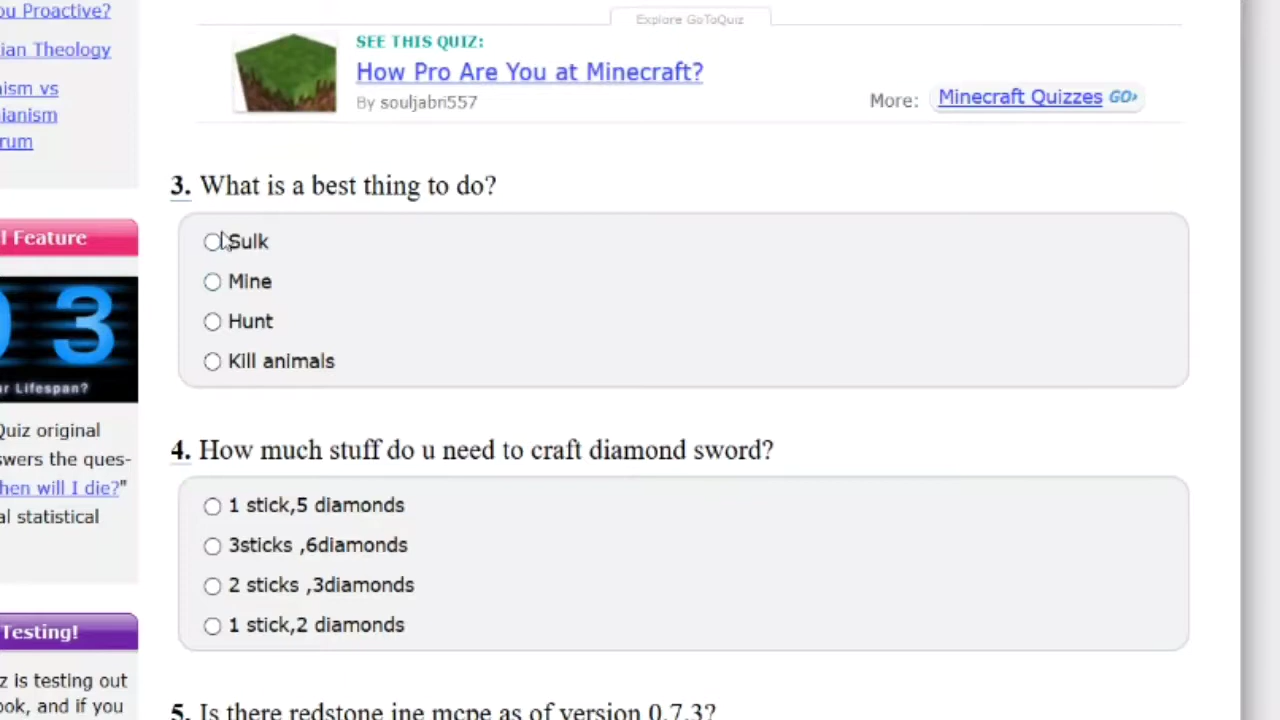 ou Proactive?
ian Theology
ism vs
ianism
rum
l Feature
3
r Lifespan?
Quiz original
swers the ques-
hen will I die?"
al statistical
Testing!
z is testing out
ook, and if you
Explore GoToQuiz
SEE THIS QUIZ:
How Pro Are You at Minecraft?
By souljabri557
More: Minecraft Quizzes GO›
3. What is a best thing to do?
Sulk
Mine
Hunt
Kill animals
4. How much stuff do u need to craft diamond sword?
1 stick,5 diamonds
3sticks ,6diamonds
2 sticks ,3diamonds
1 stick,2 diamonds
5. Is there redstone ine mcpe as of version 0.7.3?